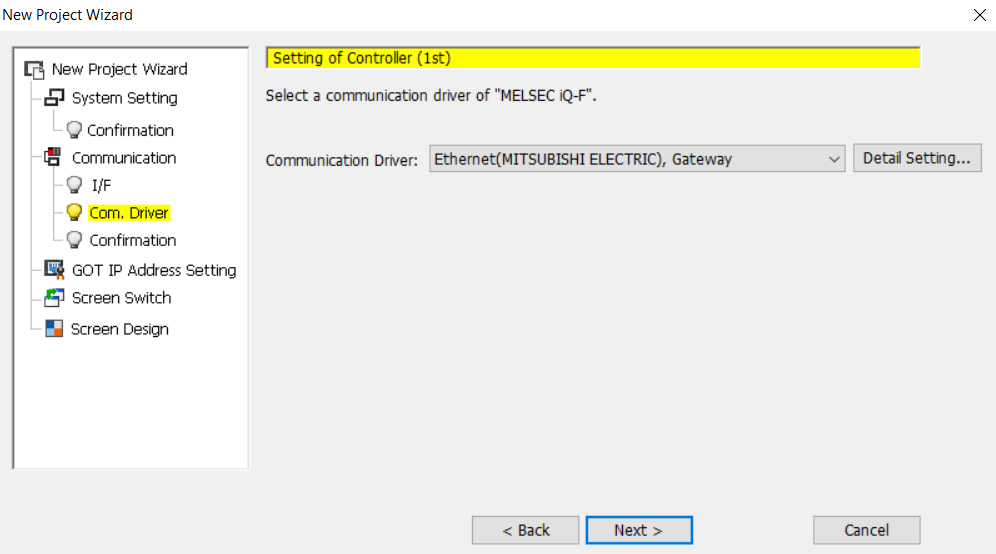 New Project Wizard
New Project Wizard
System Setting
Confirmation
Communication
I/F
Com. Driver
Confirmation
GOT IP Address Setting
Screen Switch
Screen Design
Setting of Controller (1st)
Select a communication driver of "MELSEC iQ-F".
Communication Driver: Ethernet(MITSUBISHI ELECTRIC), Gateway Detail Setting...
< Back Next > Cancel